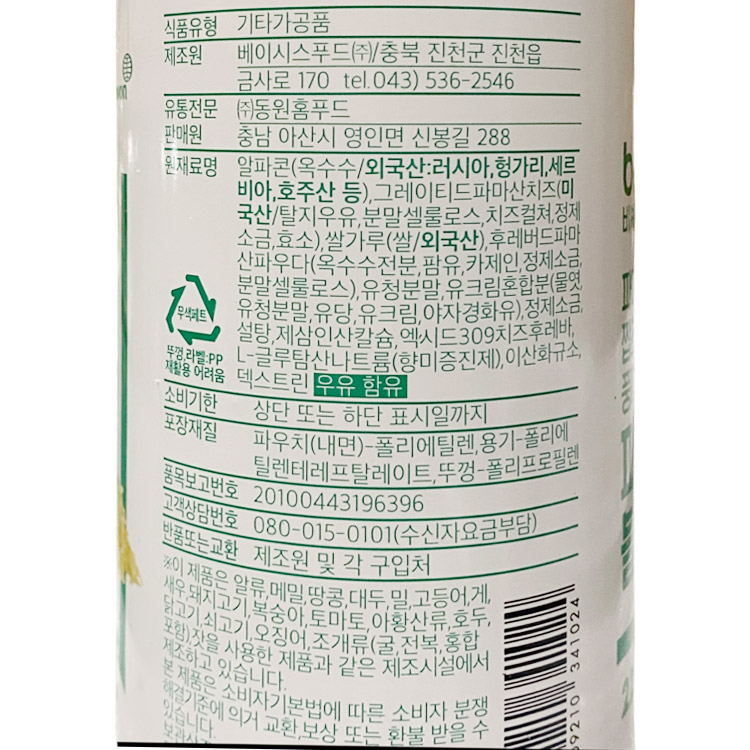 식품유형 기타가공품
제조원 베이시스푸드㈜/충북 진천군 진천읍
금사로 170 tel.043) 536-2546
유통전문 ㈜동원홈푸드
판매원 충남 아산시 영인면 신봉길 288
원재료명 알파콘(옥수수/외국산:러시아,헝가리,세르
비아,호주산 등),그레이티드파마산치즈(미
국산/탈지우유,분말셀룰로스,치즈컬쳐,정제
소금,효소),쌀가루(쌀/외국산),후레버드파마
산파우다(옥수수전분,팜유,카제인,정제소금,
분말셀룰로스),유청분말,유크림혼합분(물엿,
유청분말,유당,유크림,야자경화유),정제소금,
설탕,제삼인산칼슘,엑시드309치즈후레바,
L-글루탐산나트륨(향미증진제),이산화규소,
덱스트린 우유 함유
무색페트
뚜껑,라벨:PP
재활용 어려움
소비기한 상단 또는 하단 표시일까지
포장재질 파우치(내면)-폴리에틸렌,용기-폴리에
틸렌테레프탈레이트,뚜껑-폴리프로필렌
품목보고번호 20100443196396
고객상담번호 080-015-0101(수신자요금부담)
반품또는교환 제조원 및 각 구입처
※이 제품은 알류,메밀,땅콩,대두,밀,고등어,게,
새우,돼지고기,복숭아,토마토,아황산류,호두,
닭고기,쇠고기,오징어,조개류(굴,전복,홍합
포함)잣을 사용한 제품과 같은 제조시설에서
제조하고 있습니다.
본 제품은 소비자기본법에 따른 소비자 분쟁
해결기준에 의거 교환,보상 또는 환불 받을 수
있습니다.
39210 341024